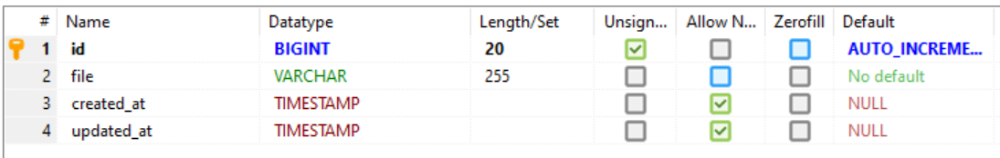 # Name Datatype Length/Set Unsign... Allow N... Zerofill Default
1 id BIGINT 20 AUTO_INCREME...
2 file VARCHAR 255 No default
3 created_at TIMESTAMP NULL
4 updated_at TIMESTAMP NULL